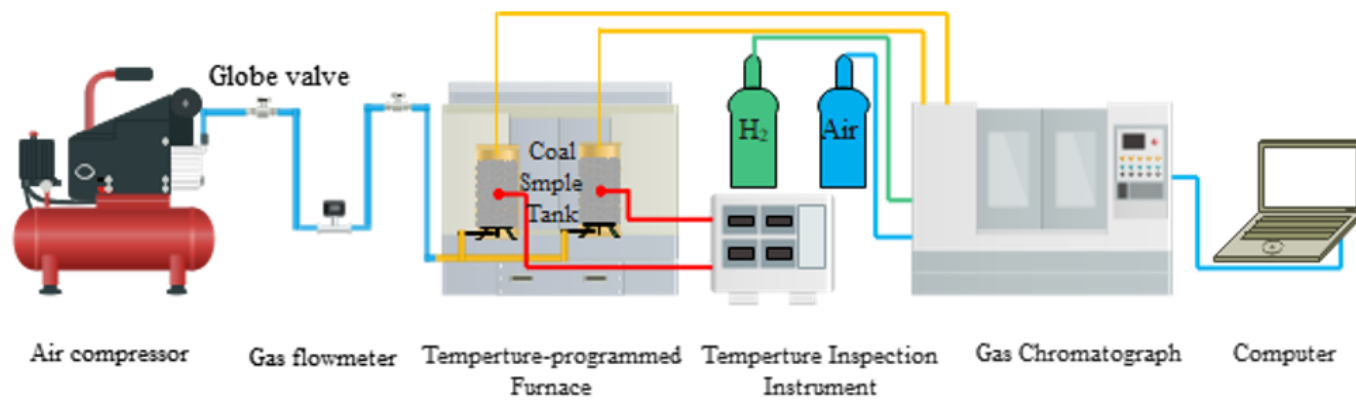 Globe valve
H₂
Air
Coal
Smple
Tank
Air compressor
Gas flowmeter
Temperture-programmed
Furnace
Temperture Inspection
Instrument
Gas Chromatograph
Computer